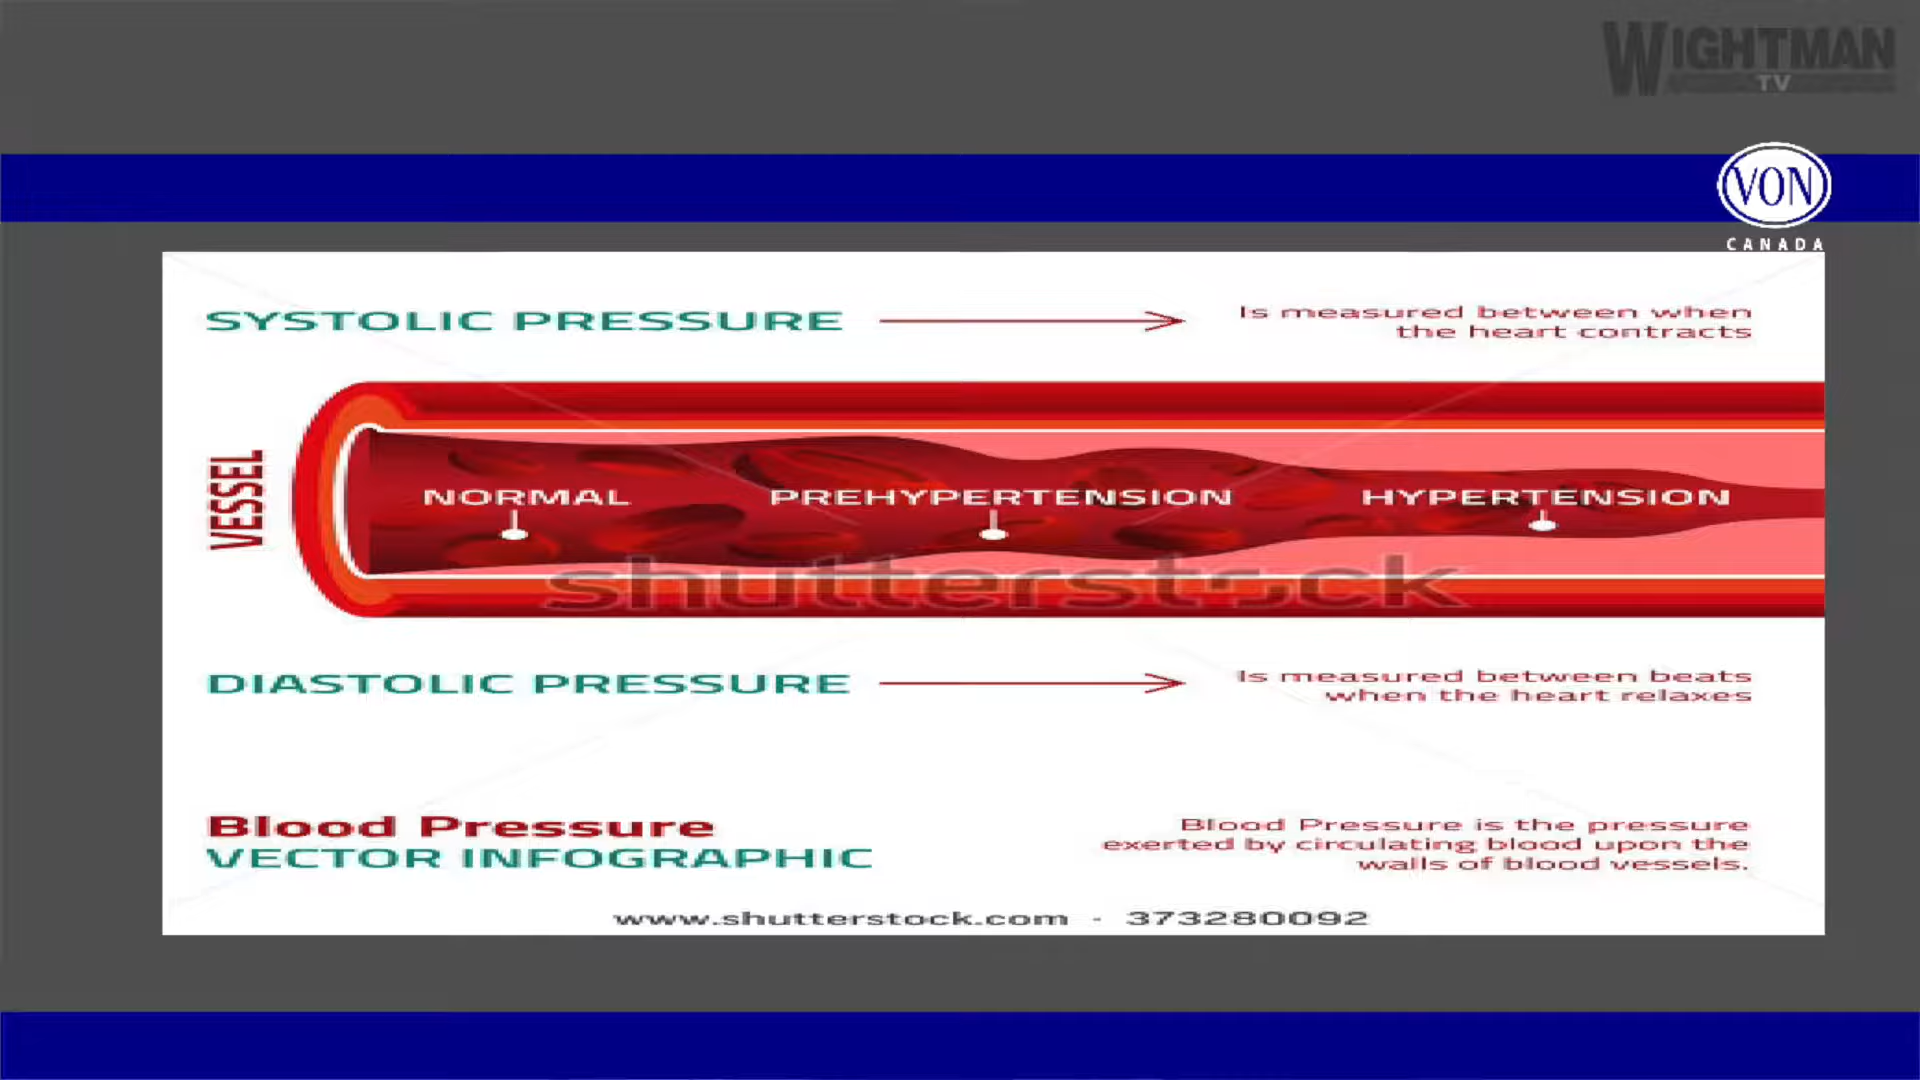 WIGHTMAN
TV
VON
CANADA
SYSTOLIC PRESSURE
Is measured between when
the heart contracts
VESSEL
NORMAL
PREHYPERTENSION
HYPERTENSION
shutterstock
DIASTOLIC PRESSURE
Is measured between beats
when the heart relaxes
Blood Pressure
VECTOR INFOGRAPHIC
Blood Pressure is the pressure
exerted by circulating blood upon the
walls of blood vessels.
www.shutterstock.com · 373280092